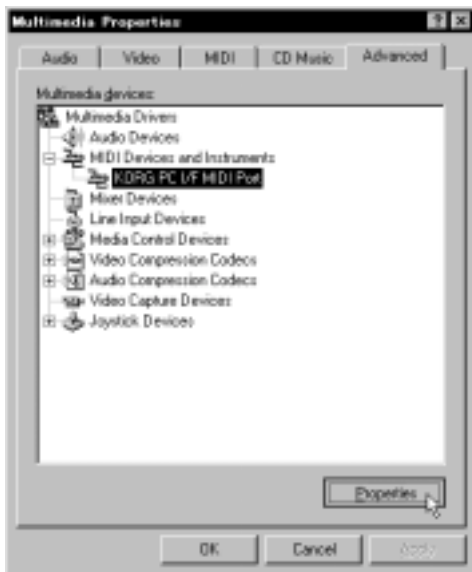 Multimedia Properties
Audio Video MIDI CD Music Advanced
Multimedia devices:
Multimedia Drivers
Audio Devices
MIDI Devices and Instruments
KORG PC I/F MIDI Port
Mixer Devices
Line Input Devices
Media Control Devices
Video Compression Codecs
Audio Compression Codecs
Video Capture Devices
Joystick Devices
Properties
OK Cancel Apply